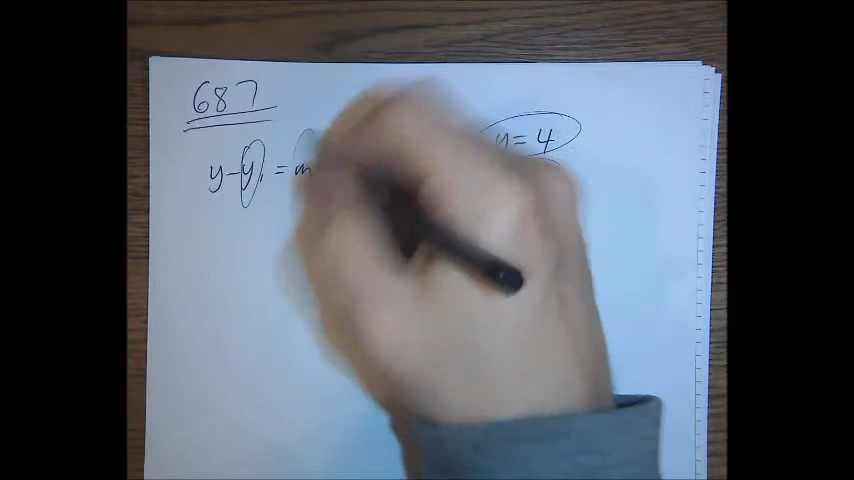 687
y = 4
y - y₁ = m